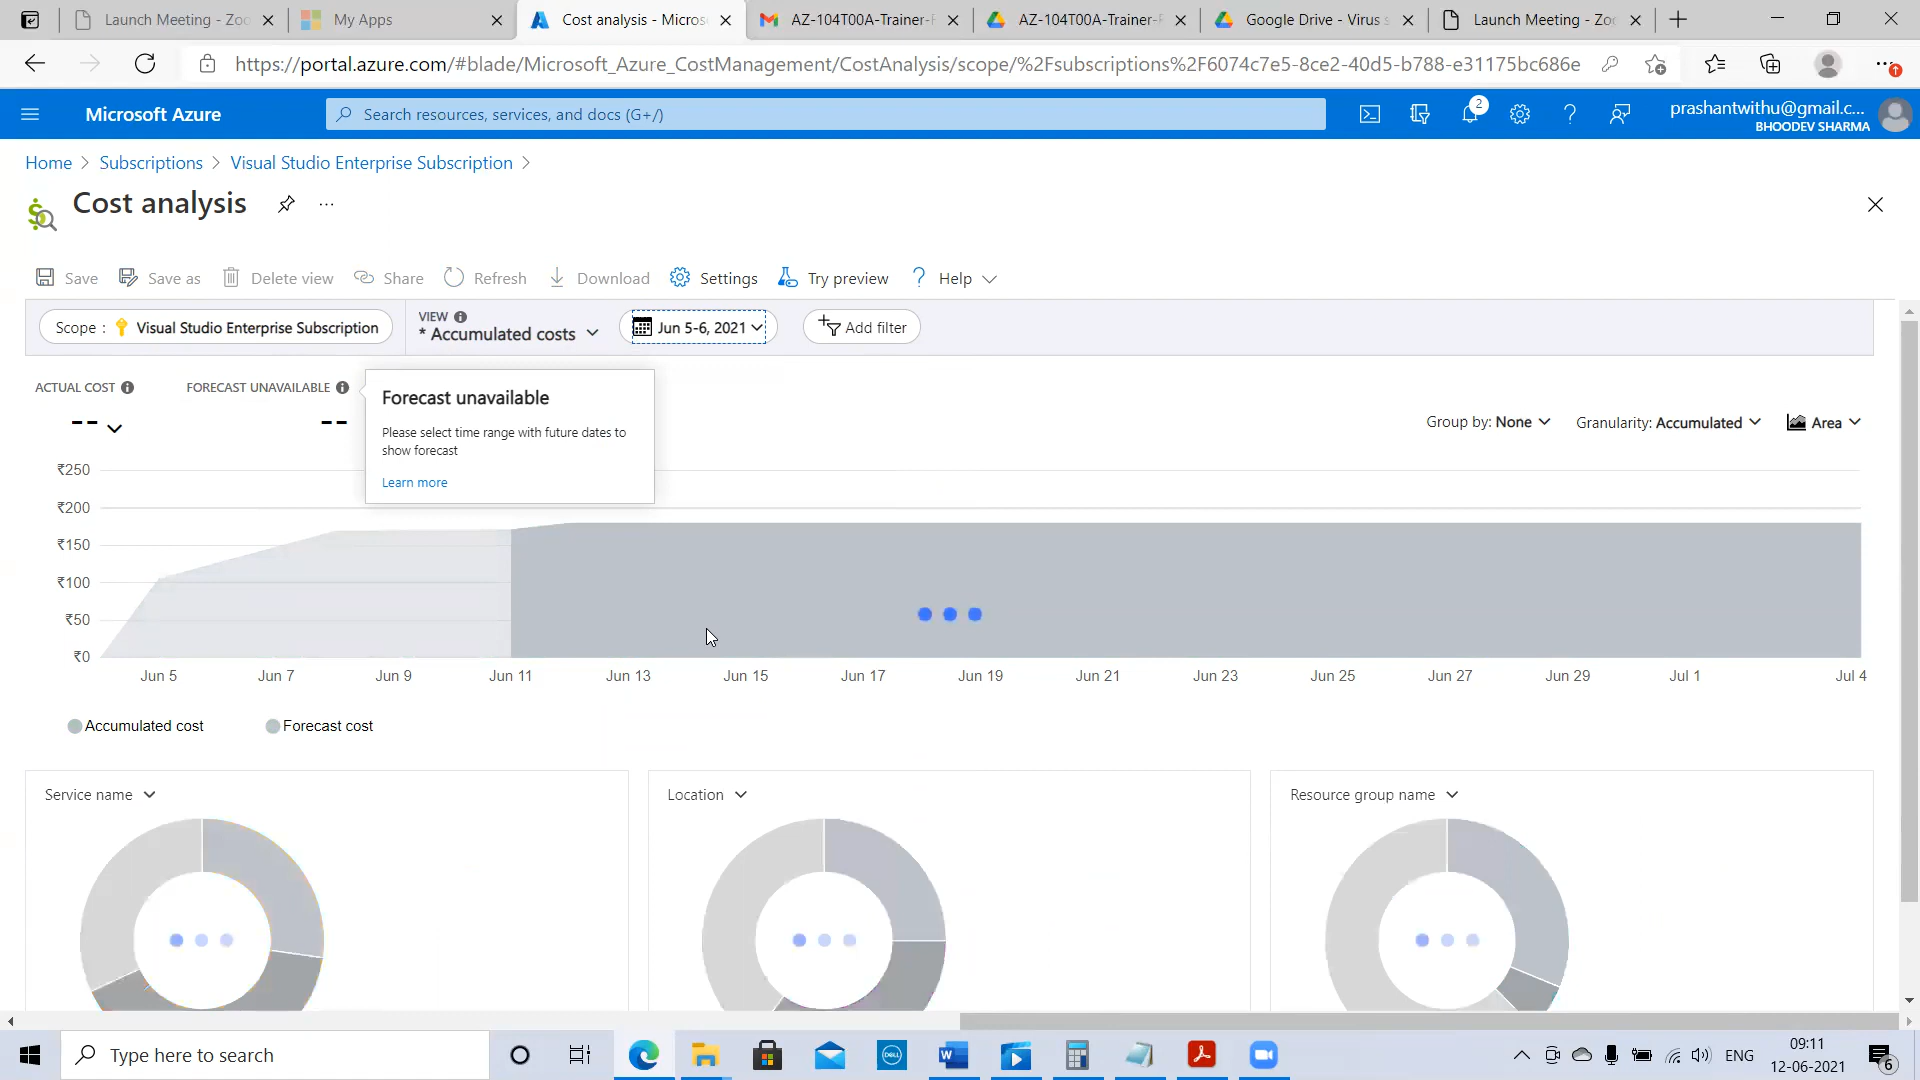 Launch Meeting - Zoo
My Apps
Cost analysis - Micros
AZ-104T00A-Trainer-
AZ-104T00A-Trainer-
Google Drive - Virus
Launch Meeting - Zo
https://portal.azure.com/#blade/Microsoft_Azure_CostManagement/CostAnalysis/scope/%2Fsubscriptions%2F6074c7e5-8ce2-40d5-b788-e31175bc686e
Microsoft Azure
Search resources, services, and docs (G+/)
2
prashantwithu@gmail.c...
BHOODEV SHARMA
Home > Subscriptions > Visual Studio Enterprise Subscription >
Cost analysis
Save
Save as
Delete view
Share
Refresh
Download
Settings
Try preview
Help
Scope : Visual Studio Enterprise Subscription
VIEW
* Accumulated costs
Jun 5-6, 2021
Add filter
ACTUAL COST
FORECAST UNAVAILABLE
--
--
Forecast unavailable
Please select time range with future dates to
show forecast
Learn more
Group by: None
Granularity: Accumulated
Area
₹250
₹200
₹150
₹100
₹50
₹0
Jun 5
Jun 7
Jun 9
Jun 11
Jun 13
Jun 15
Jun 17
Jun 19
Jun 21
Jun 23
Jun 25
Jun 27
Jun 29
Jul 1
Jul 4
Accumulated cost
Forecast cost
Service name
Location
Resource group name
Type here to search
DELL
ENG
09:11
12-06-2021
6